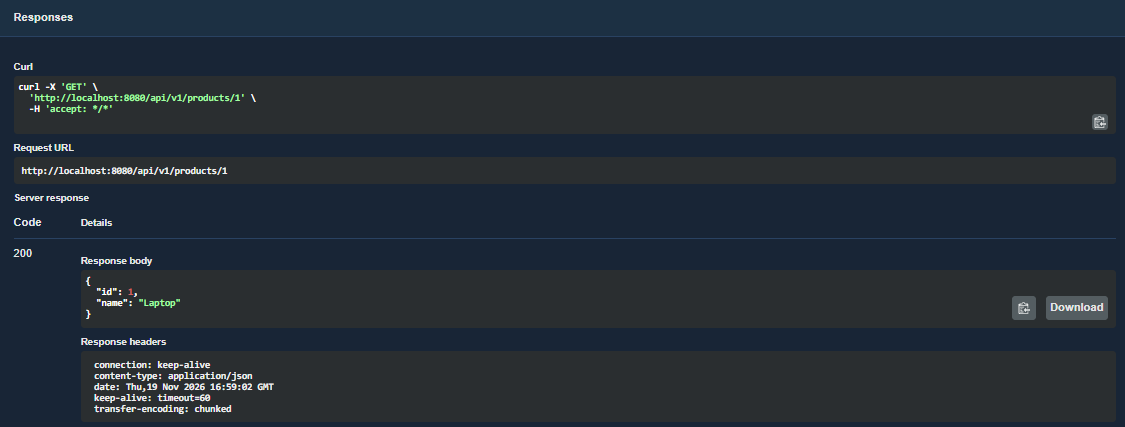 Responses
Curl
curl -X 'GET' \
  'http://localhost:8080/api/v1/products/1' \
  -H 'accept: */*'
Request URL
http://localhost:8080/api/v1/products/1
Server response
Code Details
200
Response body
{
  "id": 1,
  "name": "Laptop"
}
Download
Response headers
connection: keep-alive
content-type: application/json
date: Thu,19 Nov 2026 16:59:02 GMT
keep-alive: timeout=60
transfer-encoding: chunked